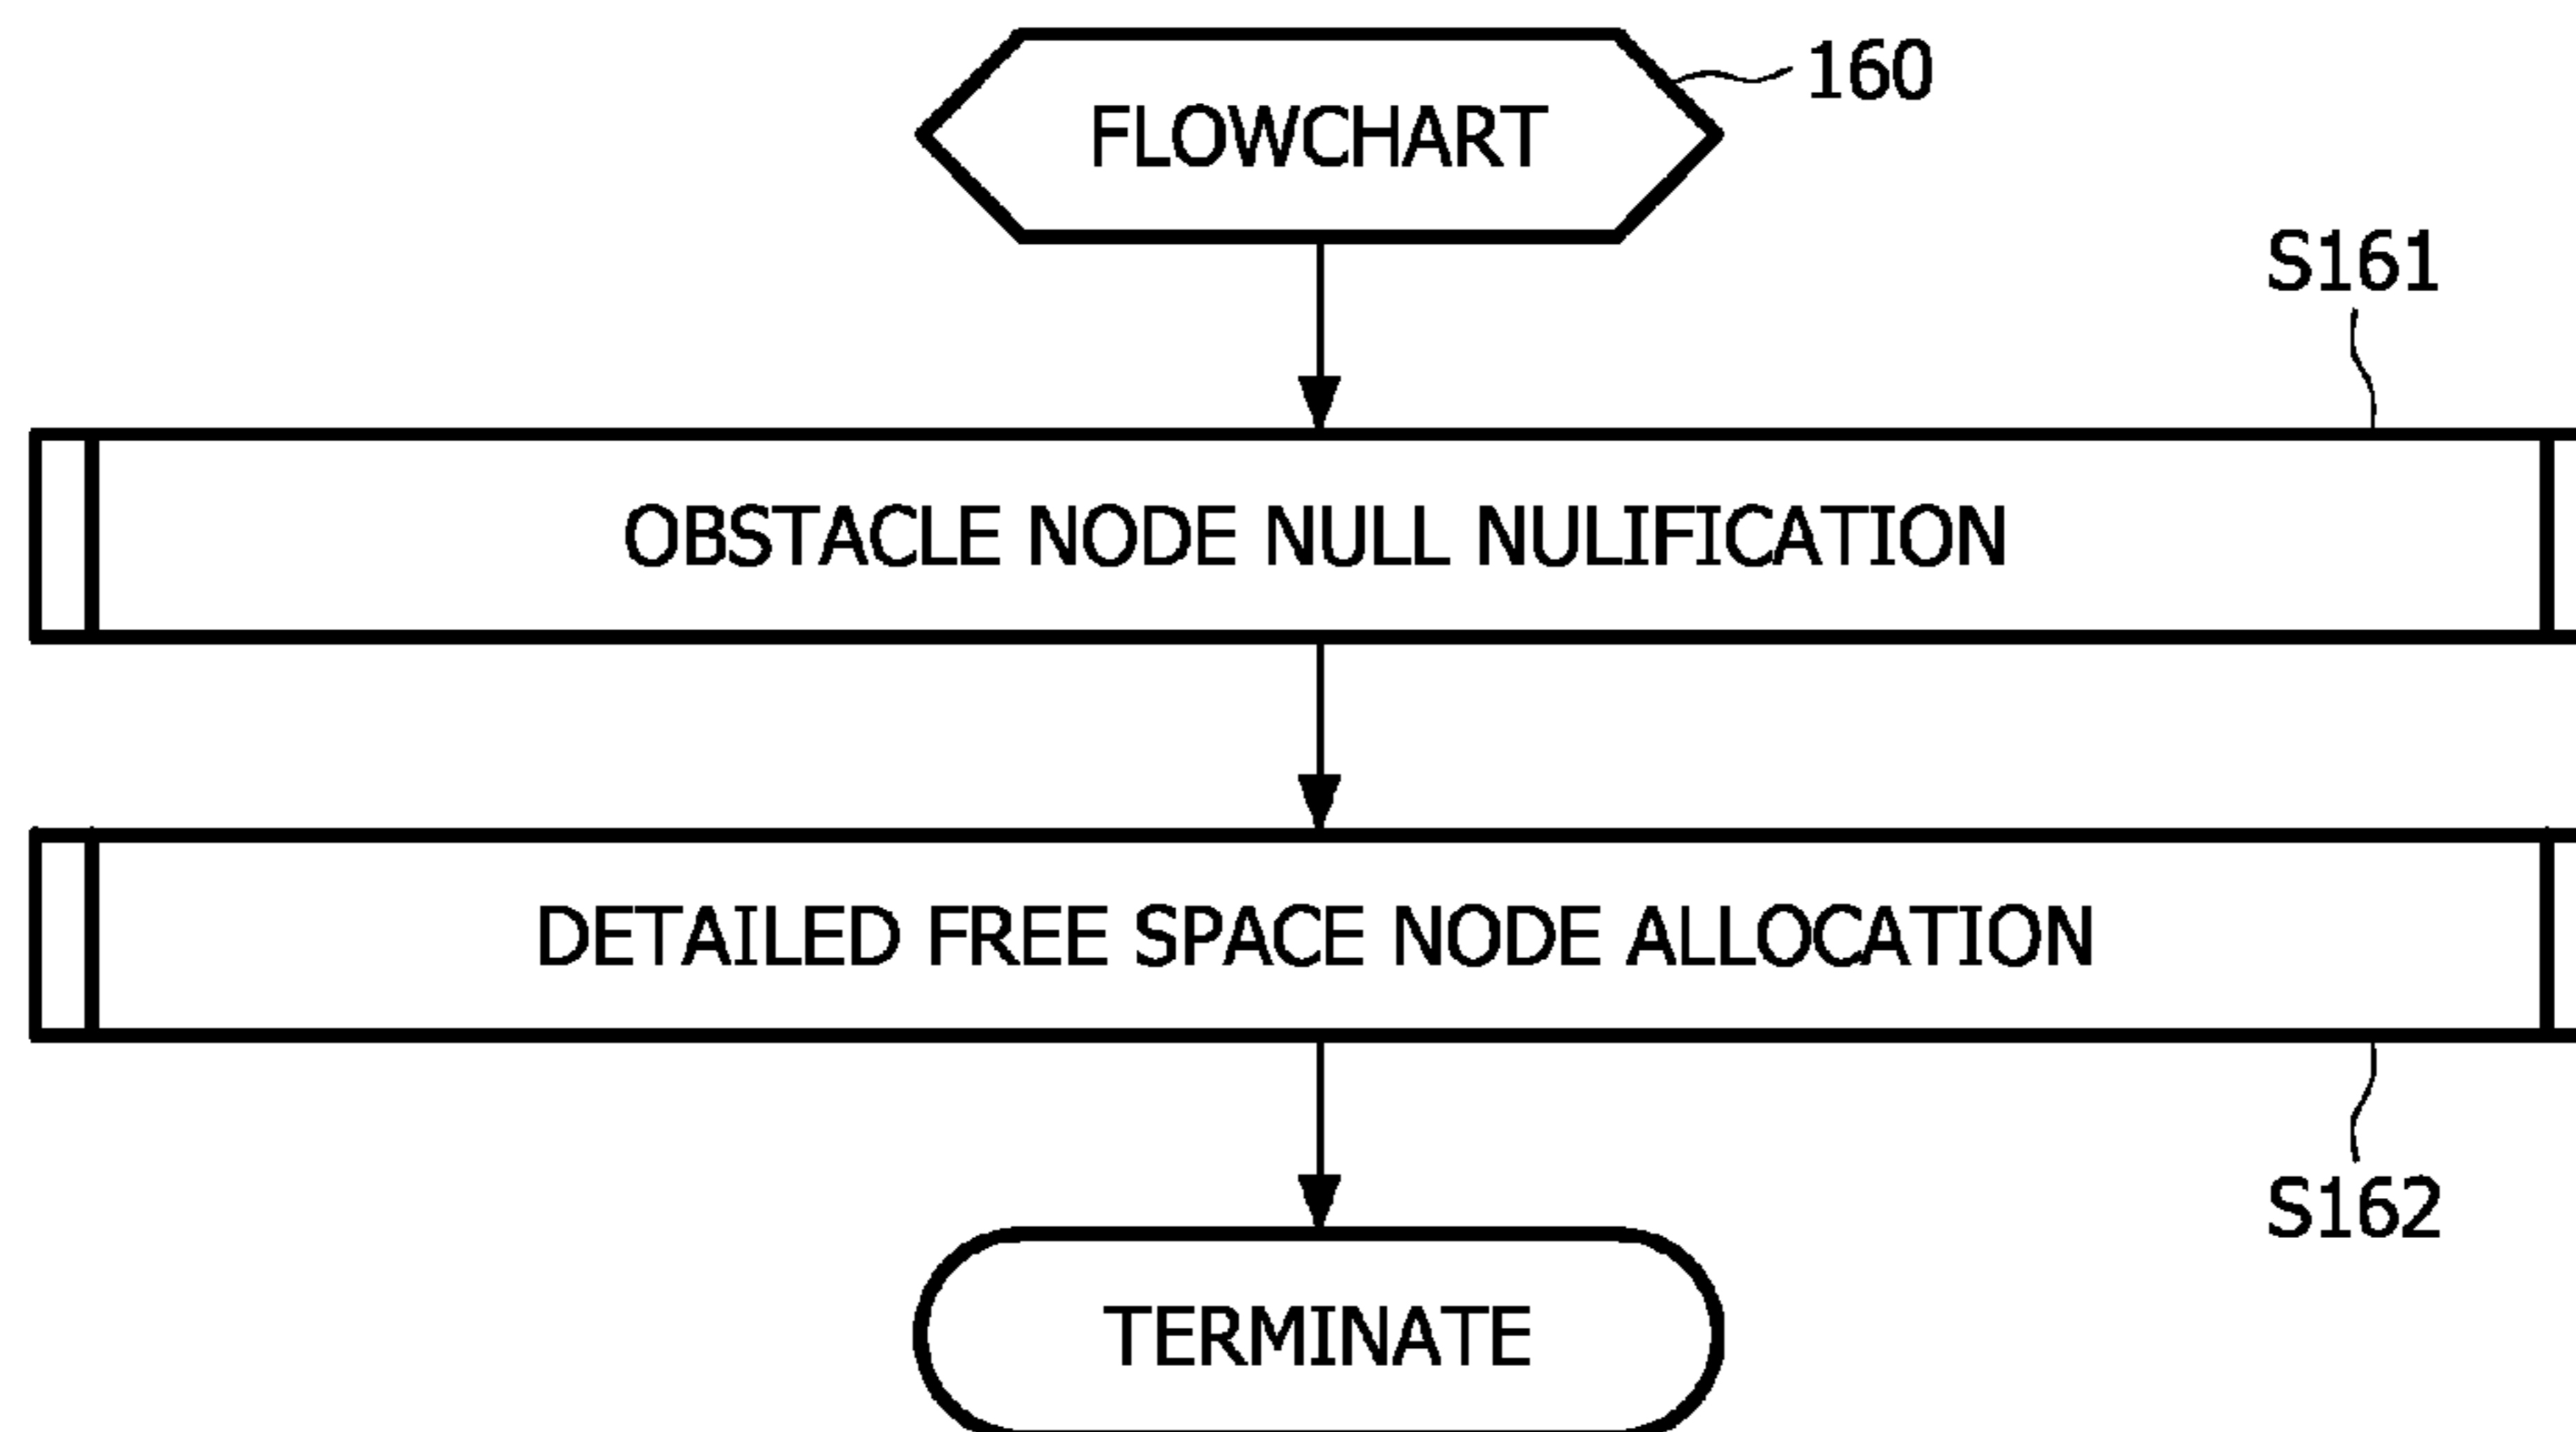 FLOWCHART
160
S161
OBSTACLE NODE NULL NULIFICATION
DETAILED FREE SPACE NODE ALLOCATION
S162
TERMINATE